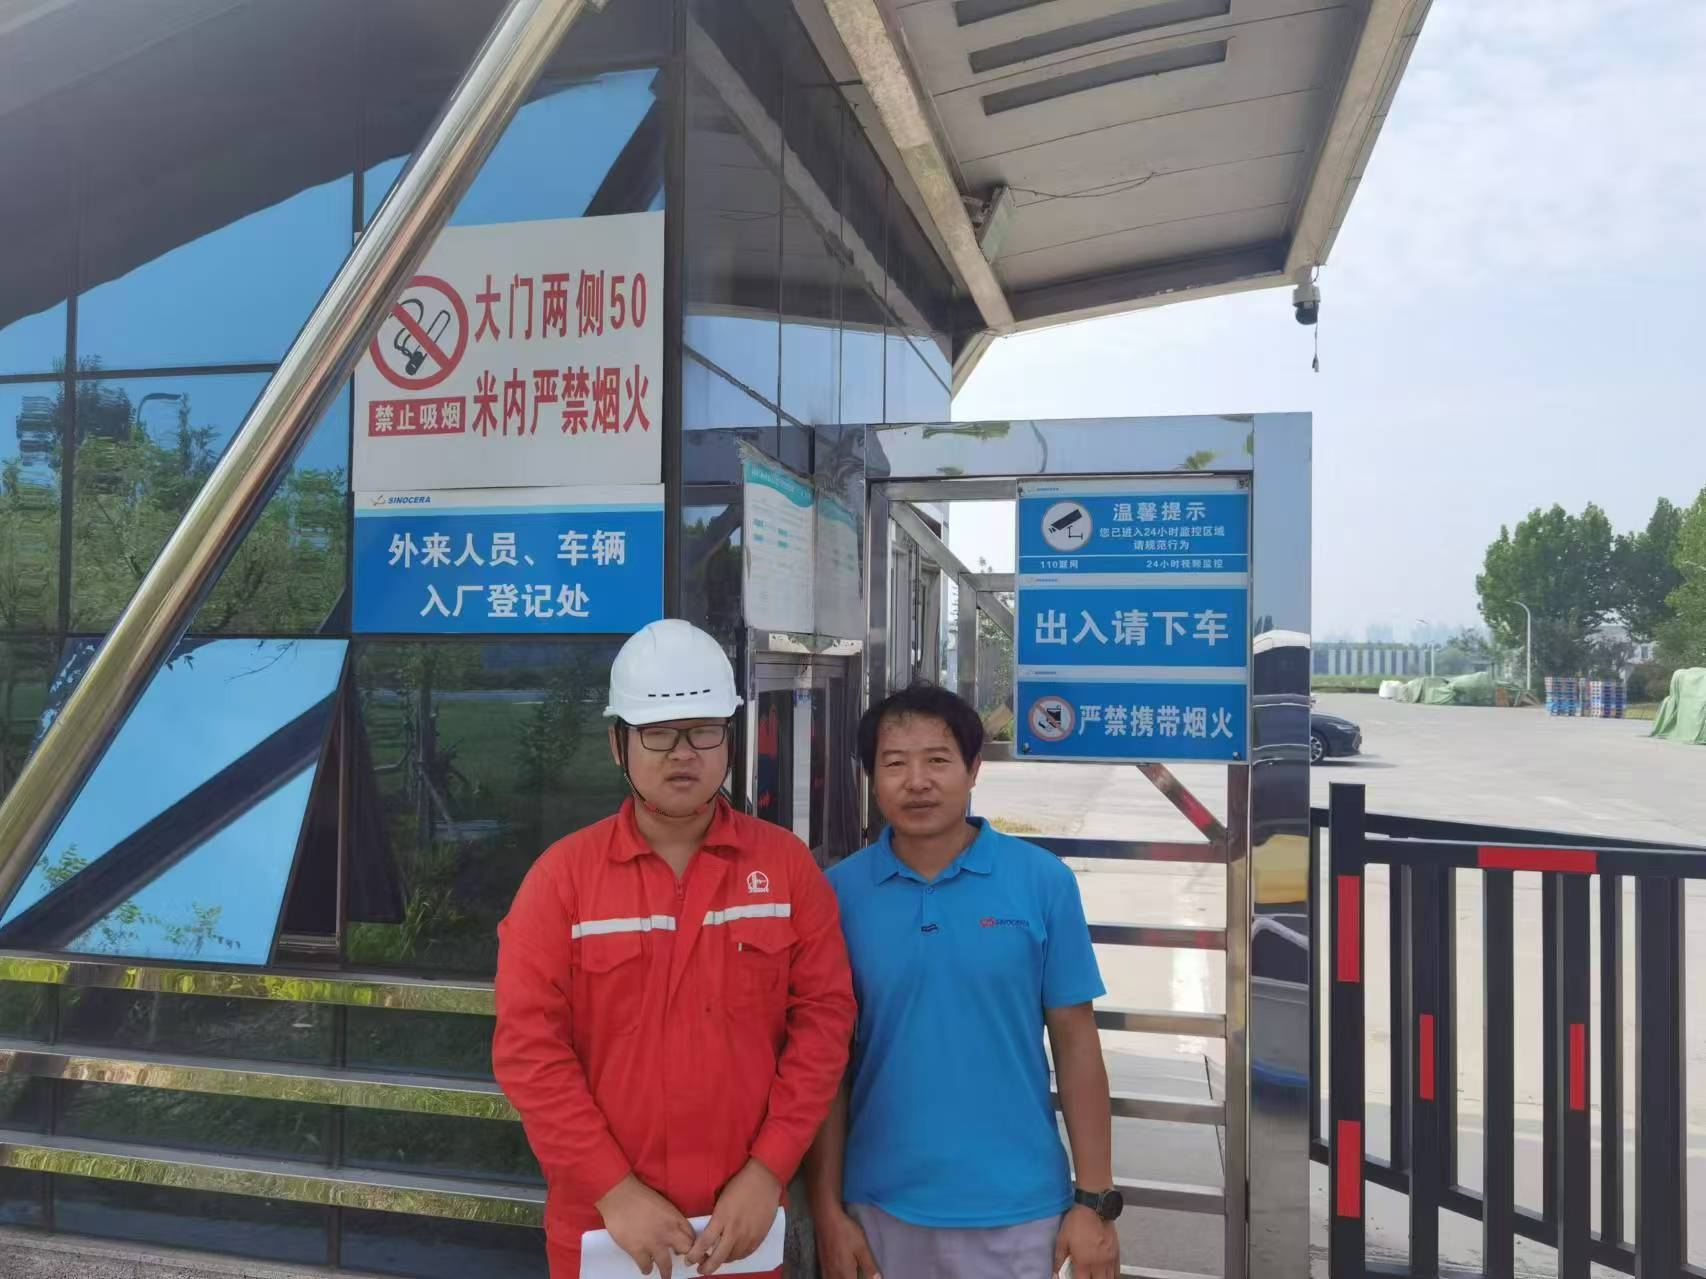 大门两侧50
米内严禁烟火
禁止吸烟
SINOCERA
外来人员、车辆
入厂登记处
温馨提示
您已进入24小时监控区域
请规范行为
110联网 24小时视频监控
出入请下车
严禁携带烟火
SINOCERA